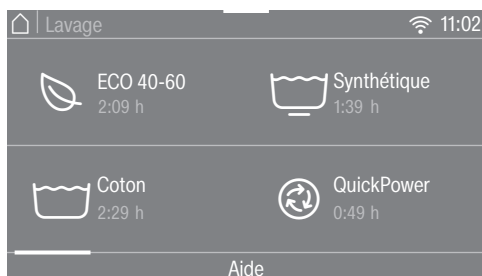 Lavage 11:02
ECO 40-60
2:09 h
Synthétique
1:39 h
Coton
2:29 h
QuickPower
0:49 h
Aide